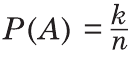 P(A) = k/n